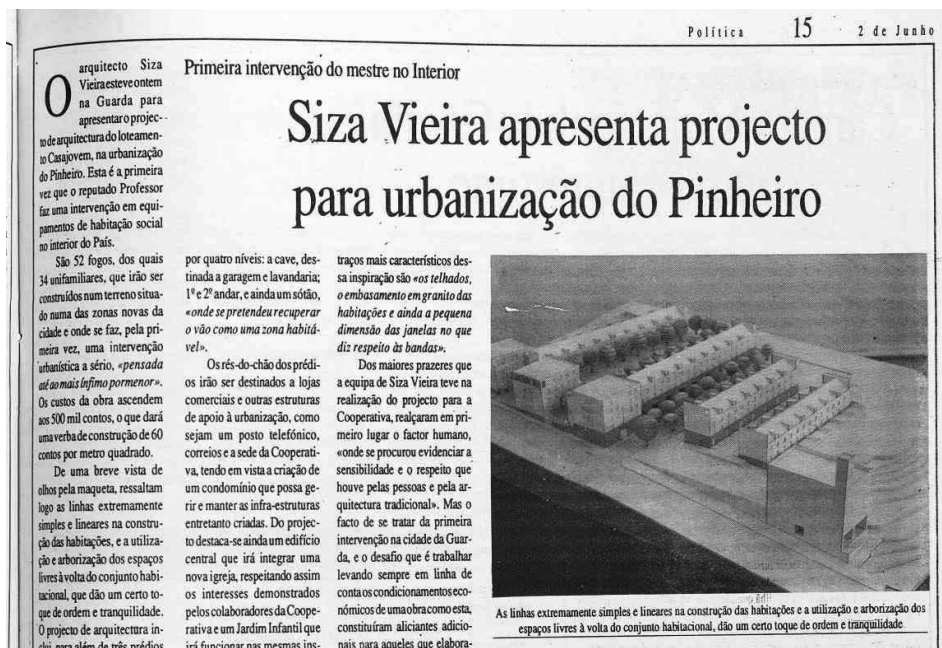 Política 15 2 de Junho
Primeira intervenção do mestre no Interior
Siza Vieira apresenta projecto
para urbanização do Pinheiro
O arquitecto Siza
Vieira esteve ontem
na Guarda para
apresentar o projec-
to de arquitectura do loteamen-
to Casajovem, na urbanização
do Pinheiro. Esta é a primeira
vez que o reputado Professor
faz uma intervenção em equi-
pamentos de habitação social
no interior do País.
São 52 fogos, dos quais
34 unifamiliares, que irão ser
construídos num terreno situa-
do numa das zonas novas da
cidade e onde se faz, pela pri-
meira vez, uma intervenção
urbanística a sério, «pensada
até ao mais ínfimo pormenor».
Os custos da obra ascendem
aos 500 mil contos, o que dará
uma verba de construção de 60
contos por metro quadrado.
De uma breve vista de
olhos pela maqueta, ressaltam
logo as linhas extremamente
simples e lineares na constru-
ção das habitações, e a utiliza-
ção e arborização dos espaços
livres à volta do conjunto habi-
tacional, que dão um certo to-
que de ordem e tranquilidade.
O projecto de arquitectura in-
clui, para além de três prédios
por quatro níveis: a cave, des-
tinada a garagem e lavandaria;
1º e 2º andar, e ainda um sótão,
«onde se pretendeu recuperar
o vão como uma zona habitá-
vel».
Os rés-do-chão dos prédi-
os irão ser destinados a lojas
comerciais e outras estruturas
de apoio à urbanização, como
sejam um posto telefónico,
correios e a sede da Cooperati-
va, tendo em vista a criação de
um condomínio que possa ge-
rir e manter as infra-estruturas
entretanto criadas. Do projec-
to destaca-se ainda um edifício
central que irá integrar uma
nova igreja, respeitando assim
os interesses demonstrados
pelos colaboradores da Coope-
rativa e um Jardim Infantil que
irá funcionar nas mesmas ins-
traços mais característicos des-
sa inspiração são «os telhados,
o embasamento em granito das
habitações e ainda a pequena
dimensão das janelas no que
diz respeito às bandas».
Dos maiores prazeres que
a equipa de Siza Vieira teve na
realização do projecto para a
Cooperativa, realçaram em pri-
meiro lugar o factor humano,
«onde se procurou evidenciar a
sensibilidade e o respeito que
houve pelas pessoas e pela ar-
quitectura tradicional». Mas o
facto de se tratar da primeira
intervenção na cidade da Guar-
da, e o desafio que é trabalhar
levando sempre em linha de
conta os condicionamentos eco-
nómicos de uma obra como esta,
constituíram aliciantes adicio-
nais para aqueles que elabora-
As linhas extremamente simples e lineares na construção das habitações e a utilização e arborização dos
espaços livres à volta do conjunto habitacional, dão um certo toque de ordem e tranquilidade